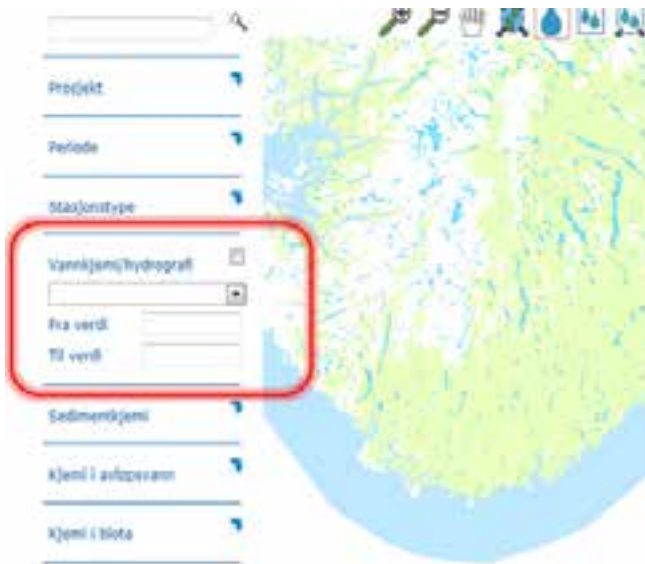 Prosjekt
Periode
Stasjonstype
Vannkjemi/hydrografi
Fra verdi
Til verdi
Sedimentkjemi
Kjemi i avløpsvann
Kjemi i biota